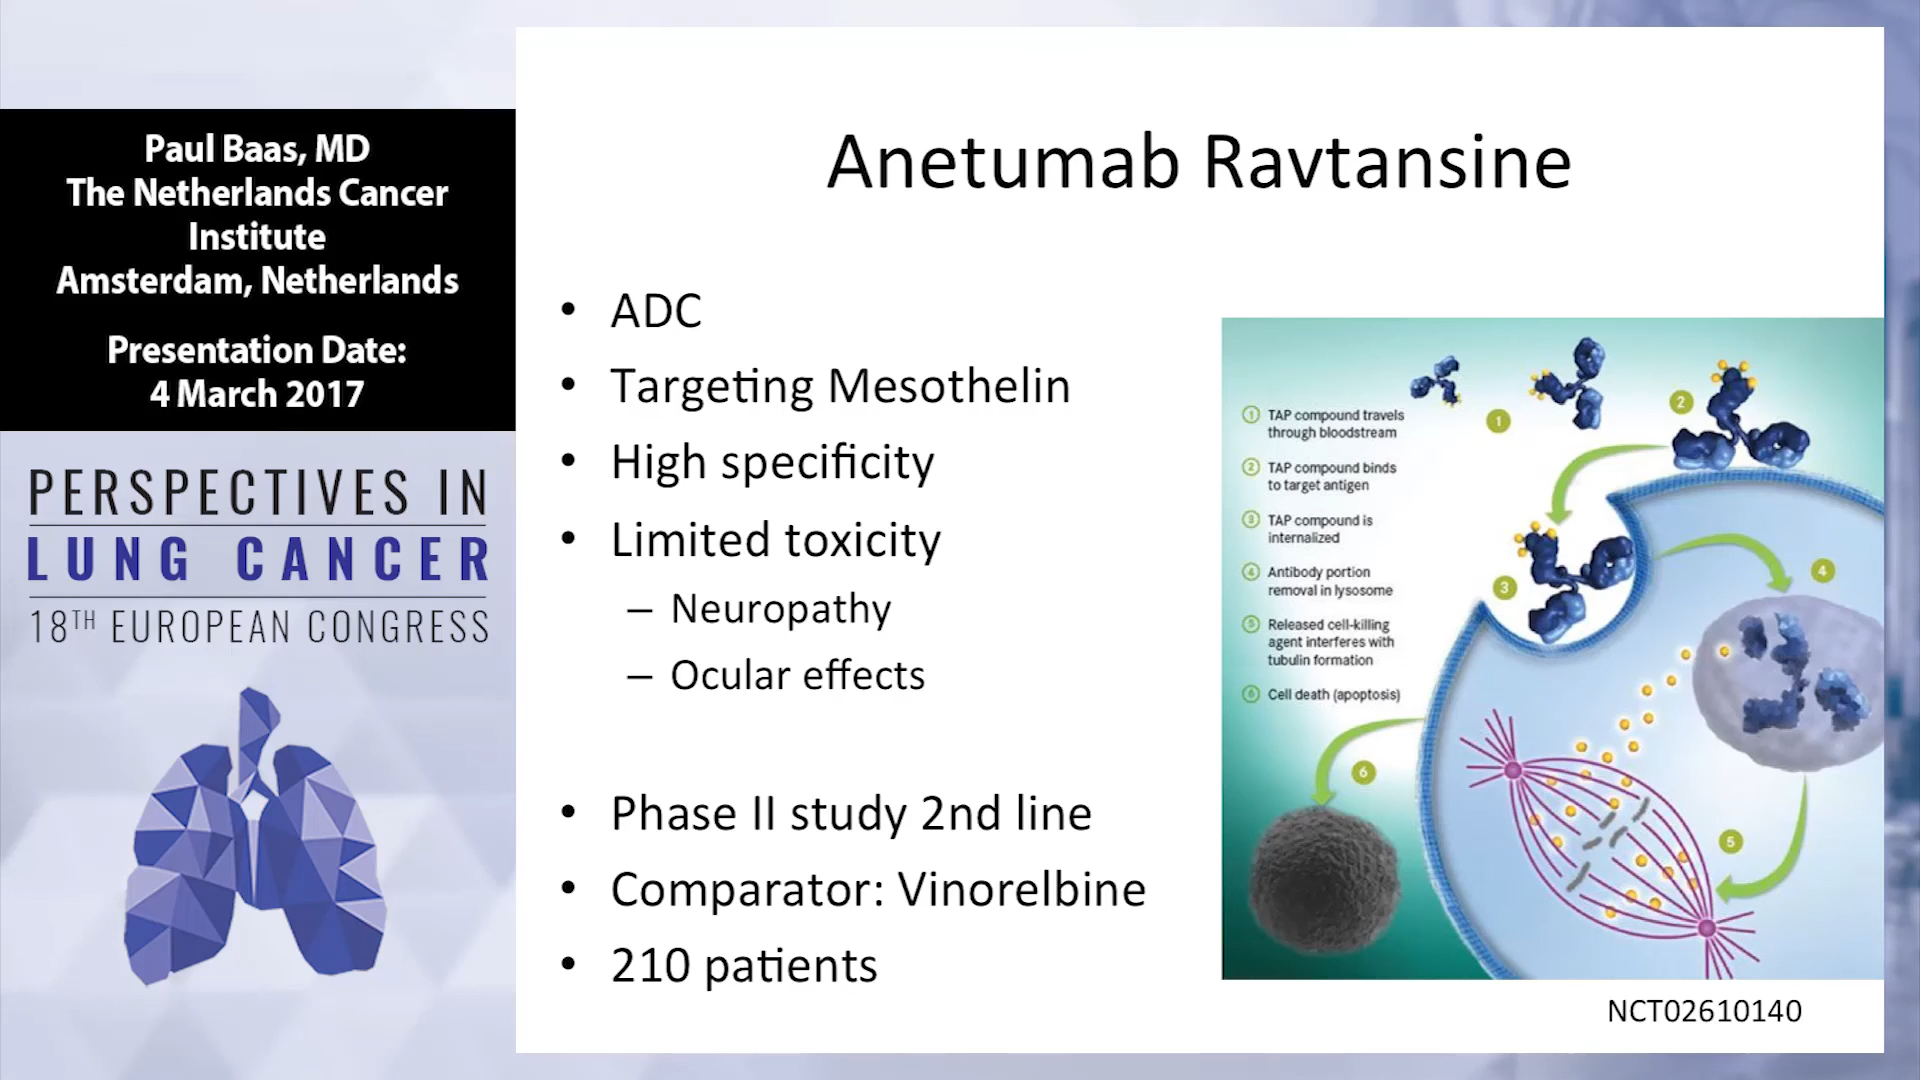 Paul Baas, MD
The Netherlands Cancer
Institute
Amsterdam, Netherlands
Presentation Date:
4 March 2017
PERSPECTIVES IN
LUNG CANCER
18TH EUROPEAN CONGRESS
Anetumab Ravtansine
• ADC
• Targeting Mesothelin
• High specificity
• Limited toxicity
– Neuropathy
– Ocular effects
• Phase II study 2nd line
• Comparator: Vinorelbine
• 210 patients
1 TAP compound travels
through bloodstream
2 TAP compound binds
to target antigen
3 TAP compound is
internalized
4 Antibody portion
removal in lysosome
5 Released cell-killing
agent interferes with
tubulin formation
6 Cell death (apoptosis)
1
2
3
4
5
6
NCT02610140